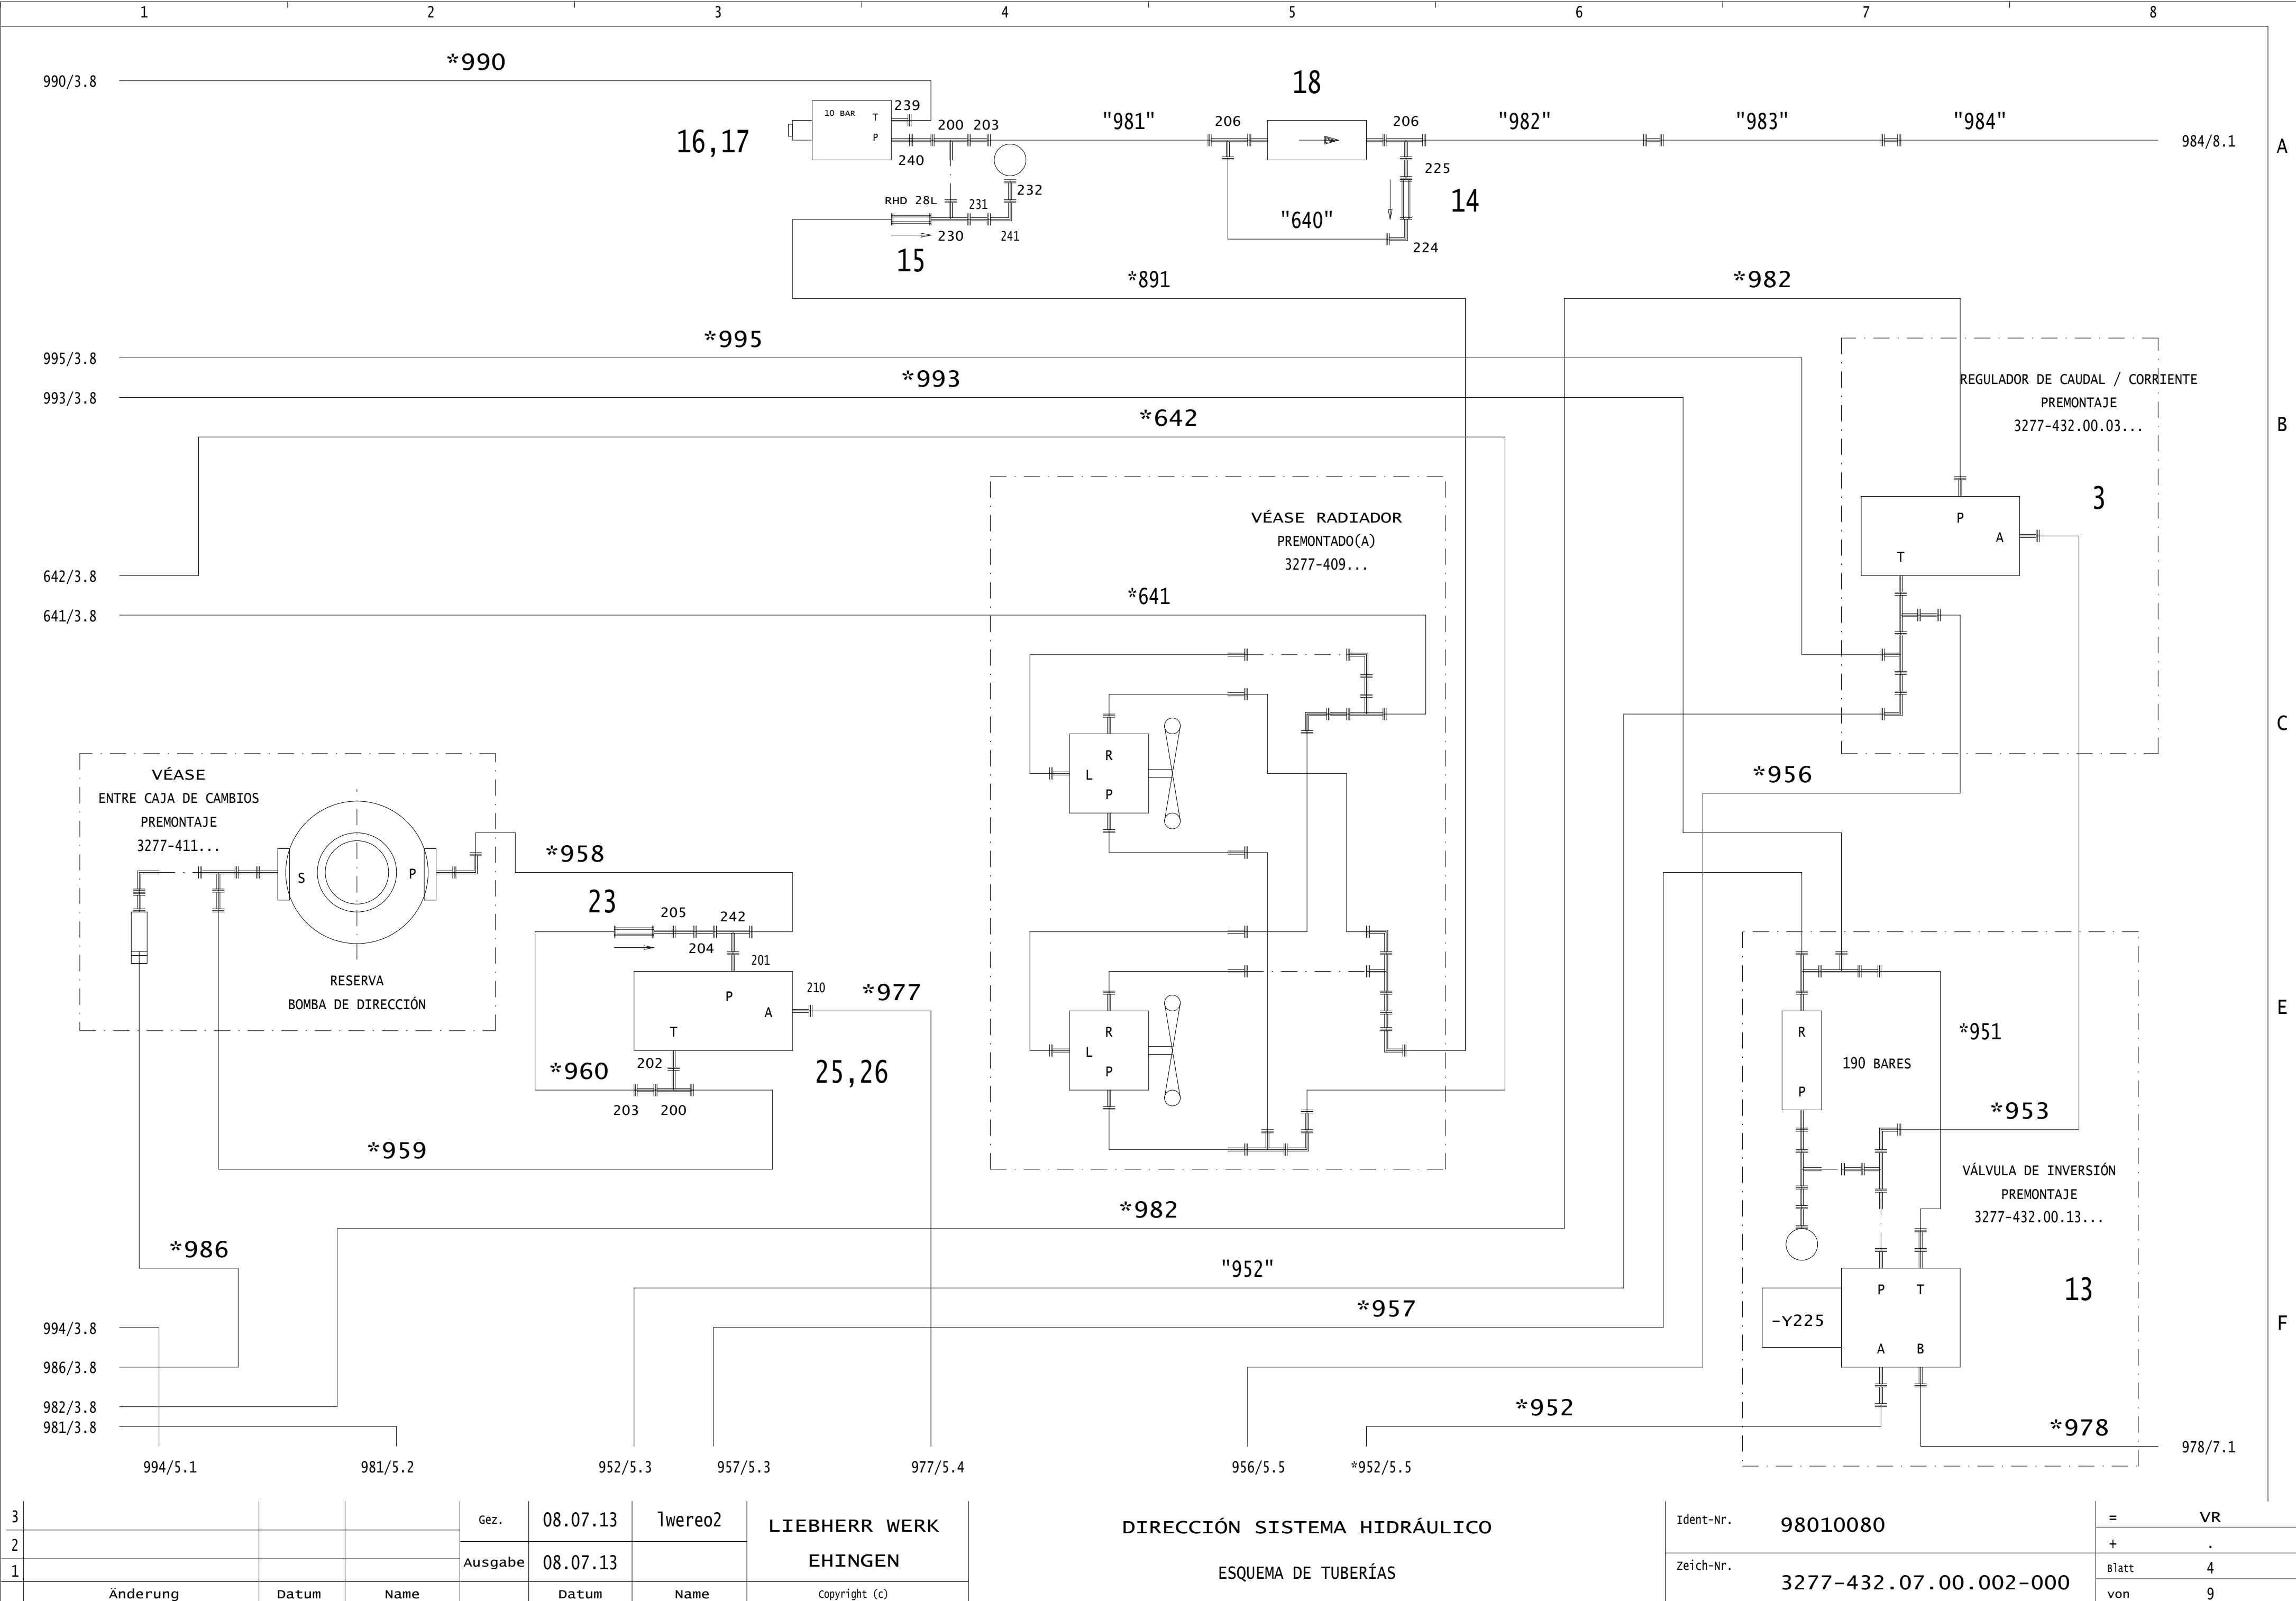 1 2 3 4 5 6 7 8
*990
990/3.8
18
239
10 BAR
T
200 203
"981"
206
206
"982"
"983"
"984"
16,17
P
984/8.1
A
240
225
232
RHD 28L
231
14
"640"
230
241
224
15
*891
*982
*995
995/3.8
*993
REGULADOR DE CAUDAL / CORRIENTE
993/3.8
PREMONTAJE
*642
3277-432.00.03...
B
3
VÉASE RADIADOR
P
PREMONTADO(A)
A
3277-409...
T
642/3.8
*641
641/3.8
C
R
L
P
VÉASE
ENTRE CAJA DE CAMBIOS
PREMONTAJE
3277-411...
*956
*958
S
P
23
205
242
204
201
RESERVA
BOMBA DE DIRECCIÓN
P
A
210
*977
E
T
R
L
P
R
*951
202
*960
25,26
190 BARES
P
203 200
*953
*959
VÁLVULA DE INVERSIÓN
PREMONTAJE
3277-432.00.13...
*982
*986
"952"
P T
13
*957
994/3.8
-Y225
F
A B
986/3.8
982/3.8
*952
981/3.8
*978
978/7.1
994/5.1
981/5.2
952/5.3
957/5.3
977/5.4
956/5.5
*952/5.5
3
Gez. 08.07.13 lwereo2
LIEBHERR WERK
EHINGEN
DIRECCIÓN SISTEMA HIDRÁULICO
Ident-Nr. 98010080
= VR
2
+ .
1
Ausgabe 08.07.13
ESQUEMA DE TUBERÍAS
Zeich-Nr. 3277-432.07.00.002-000
Blatt 4
Änderung Datum Name Datum Name
Copyright (c)
von 9